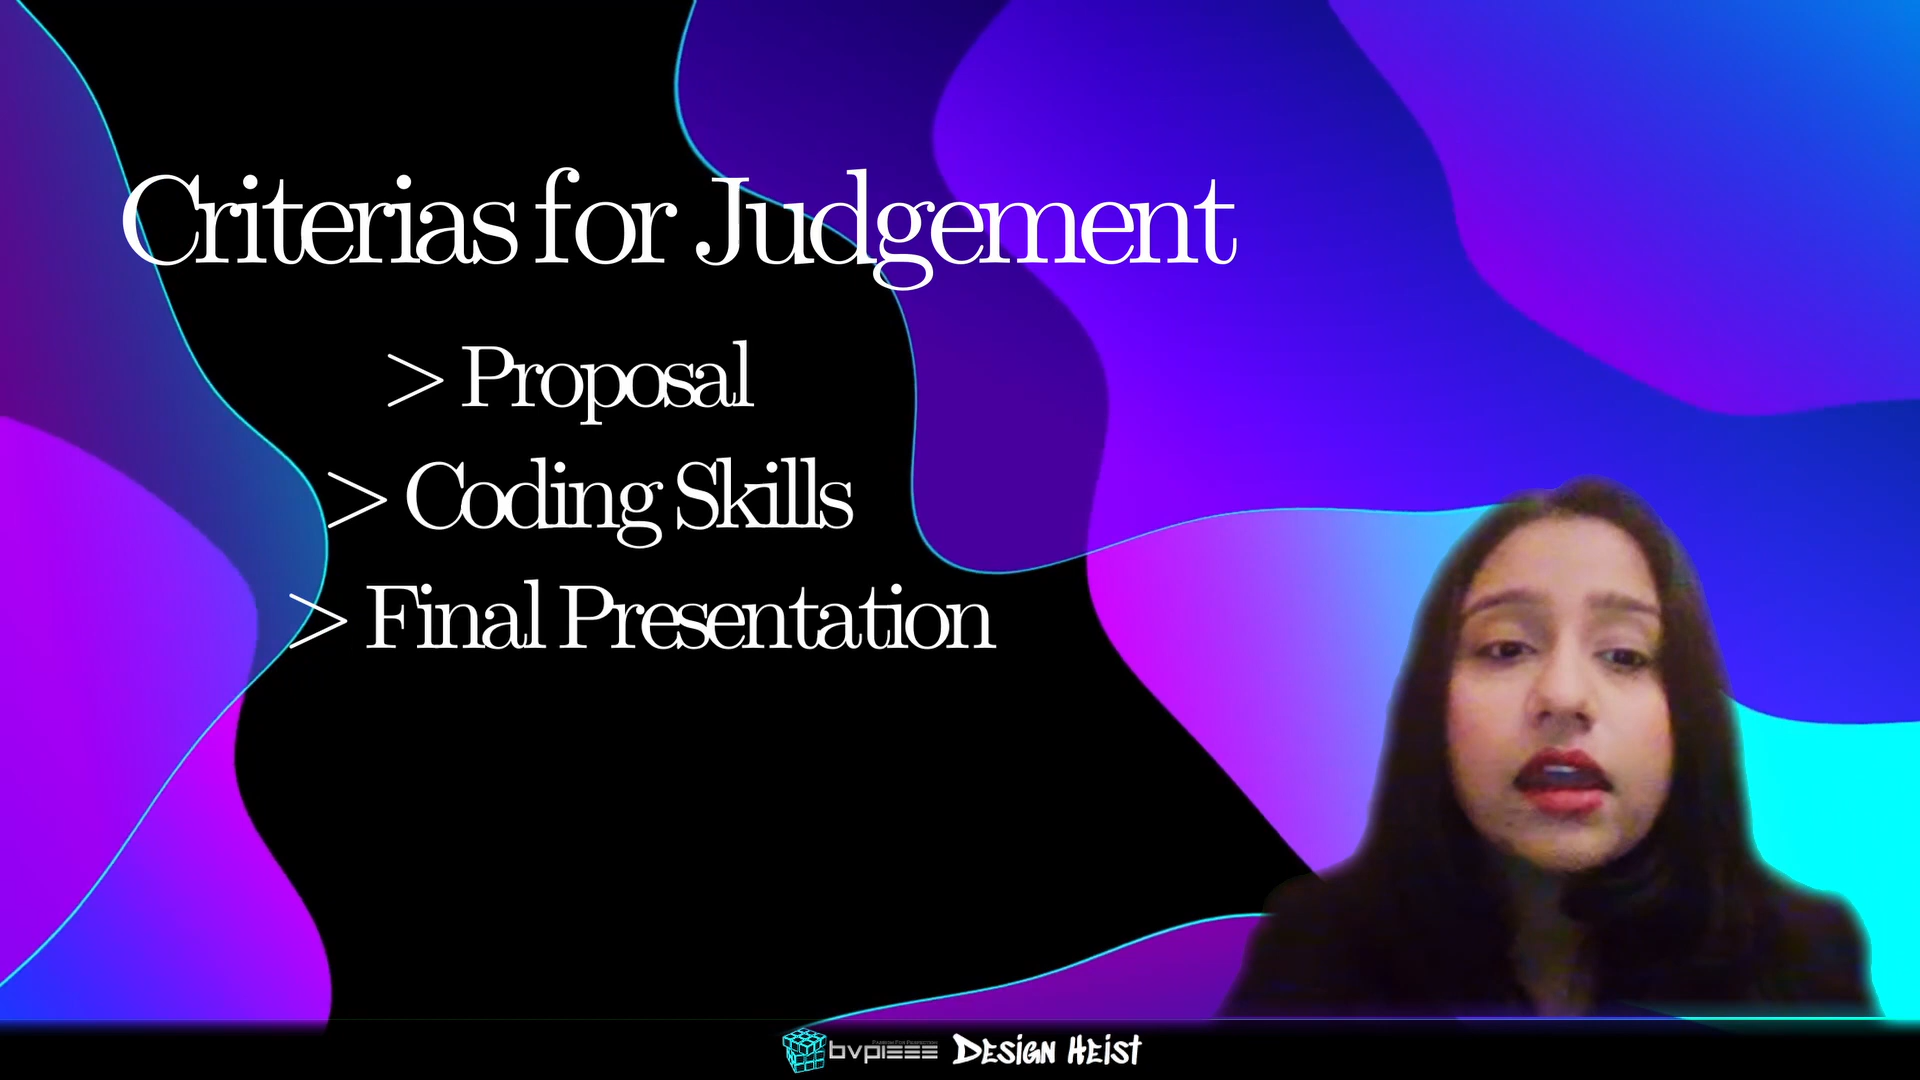 Criterias for Judgement
> Proposal
> Coding Skills
> Final Presentation
bvpieee DESIGN HEIST